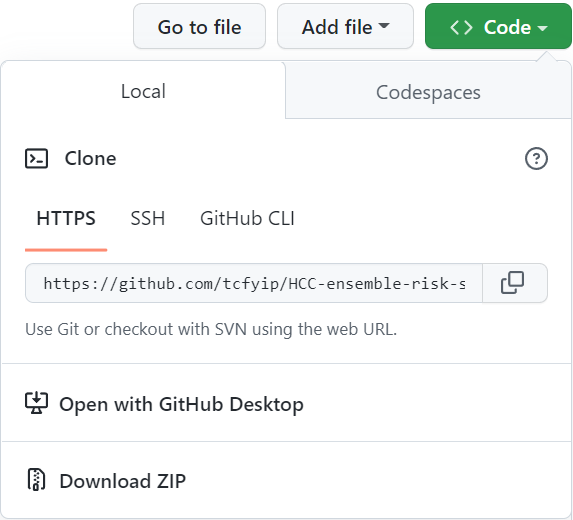 Go to file Add file Code
Local Codespaces
Clone
HTTPS SSH GitHub CLI
https://github.com/tcfyip/HCC-ensemble-risk-s
Use Git or checkout with SVN using the web URL.
Open with GitHub Desktop
Download ZIP